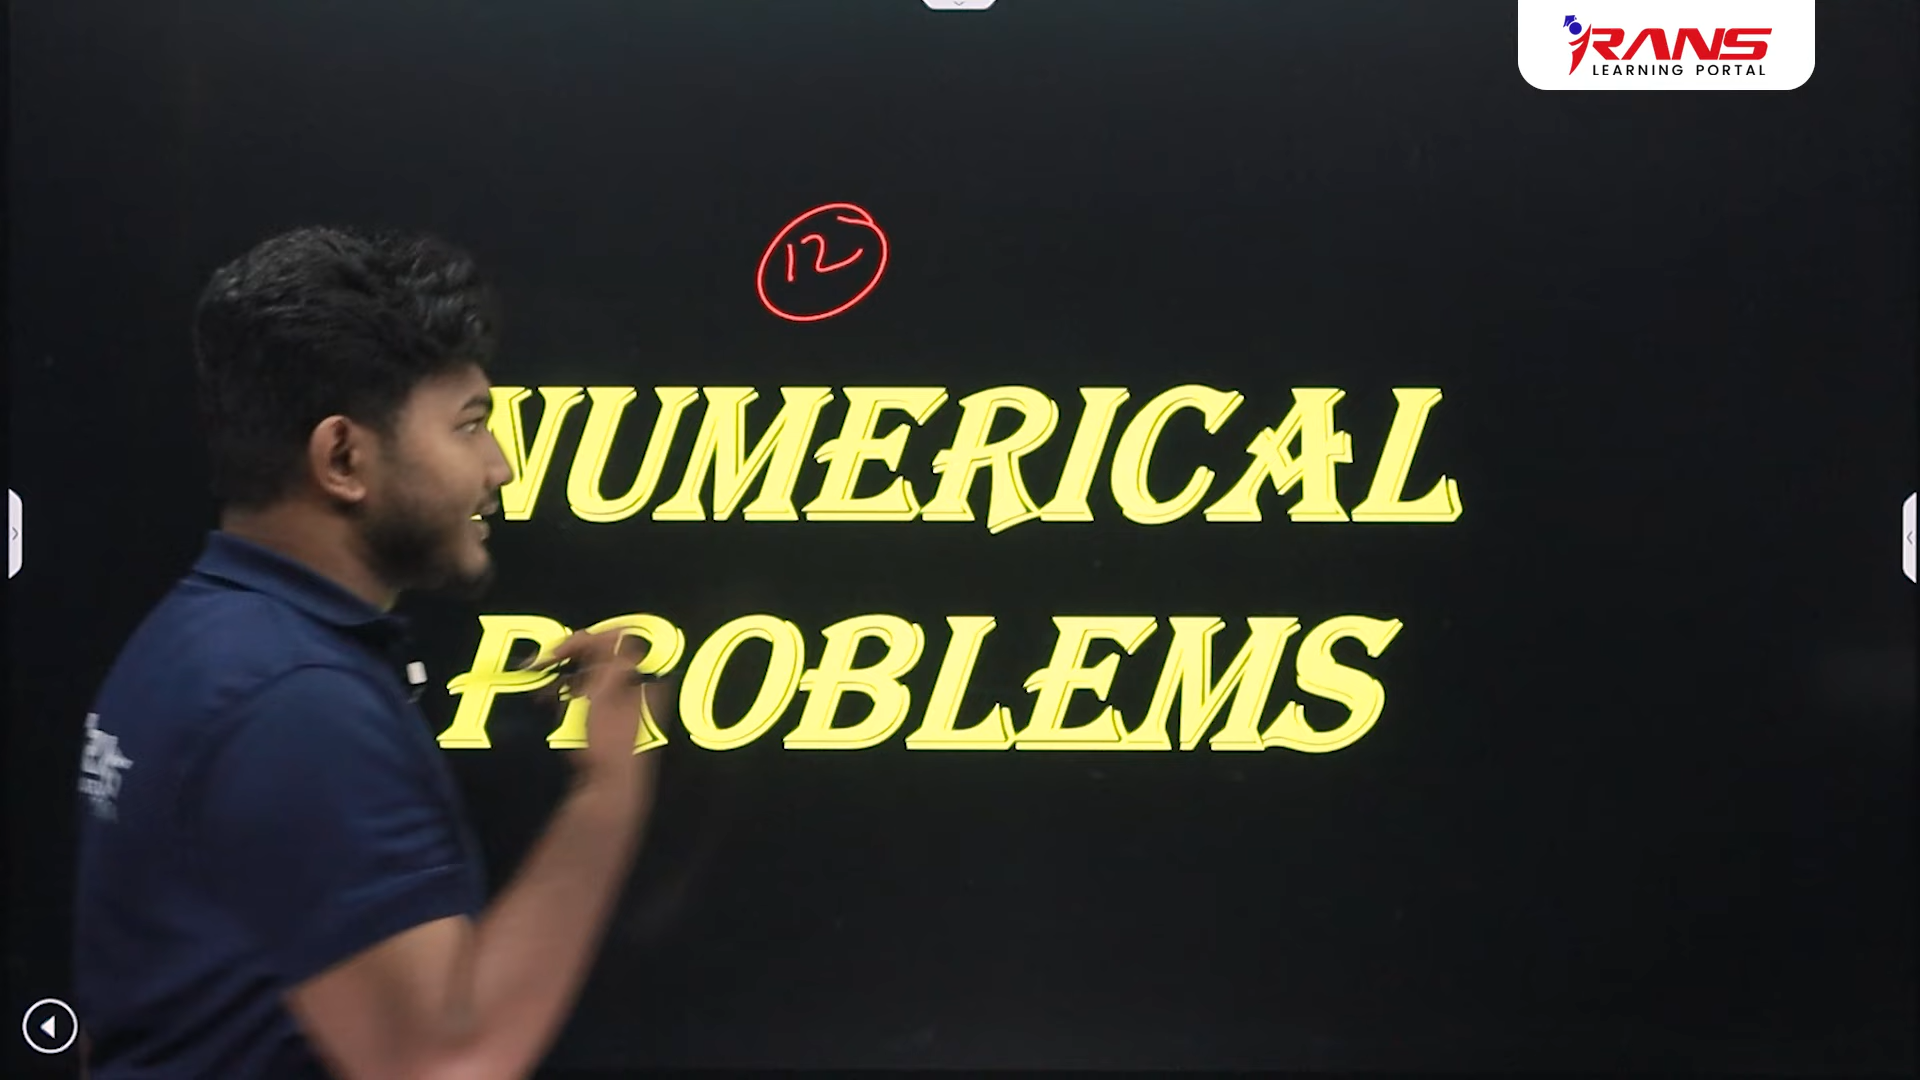 RANS
LEARNING PORTAL
12
NUMERICAL
PROBLEMS